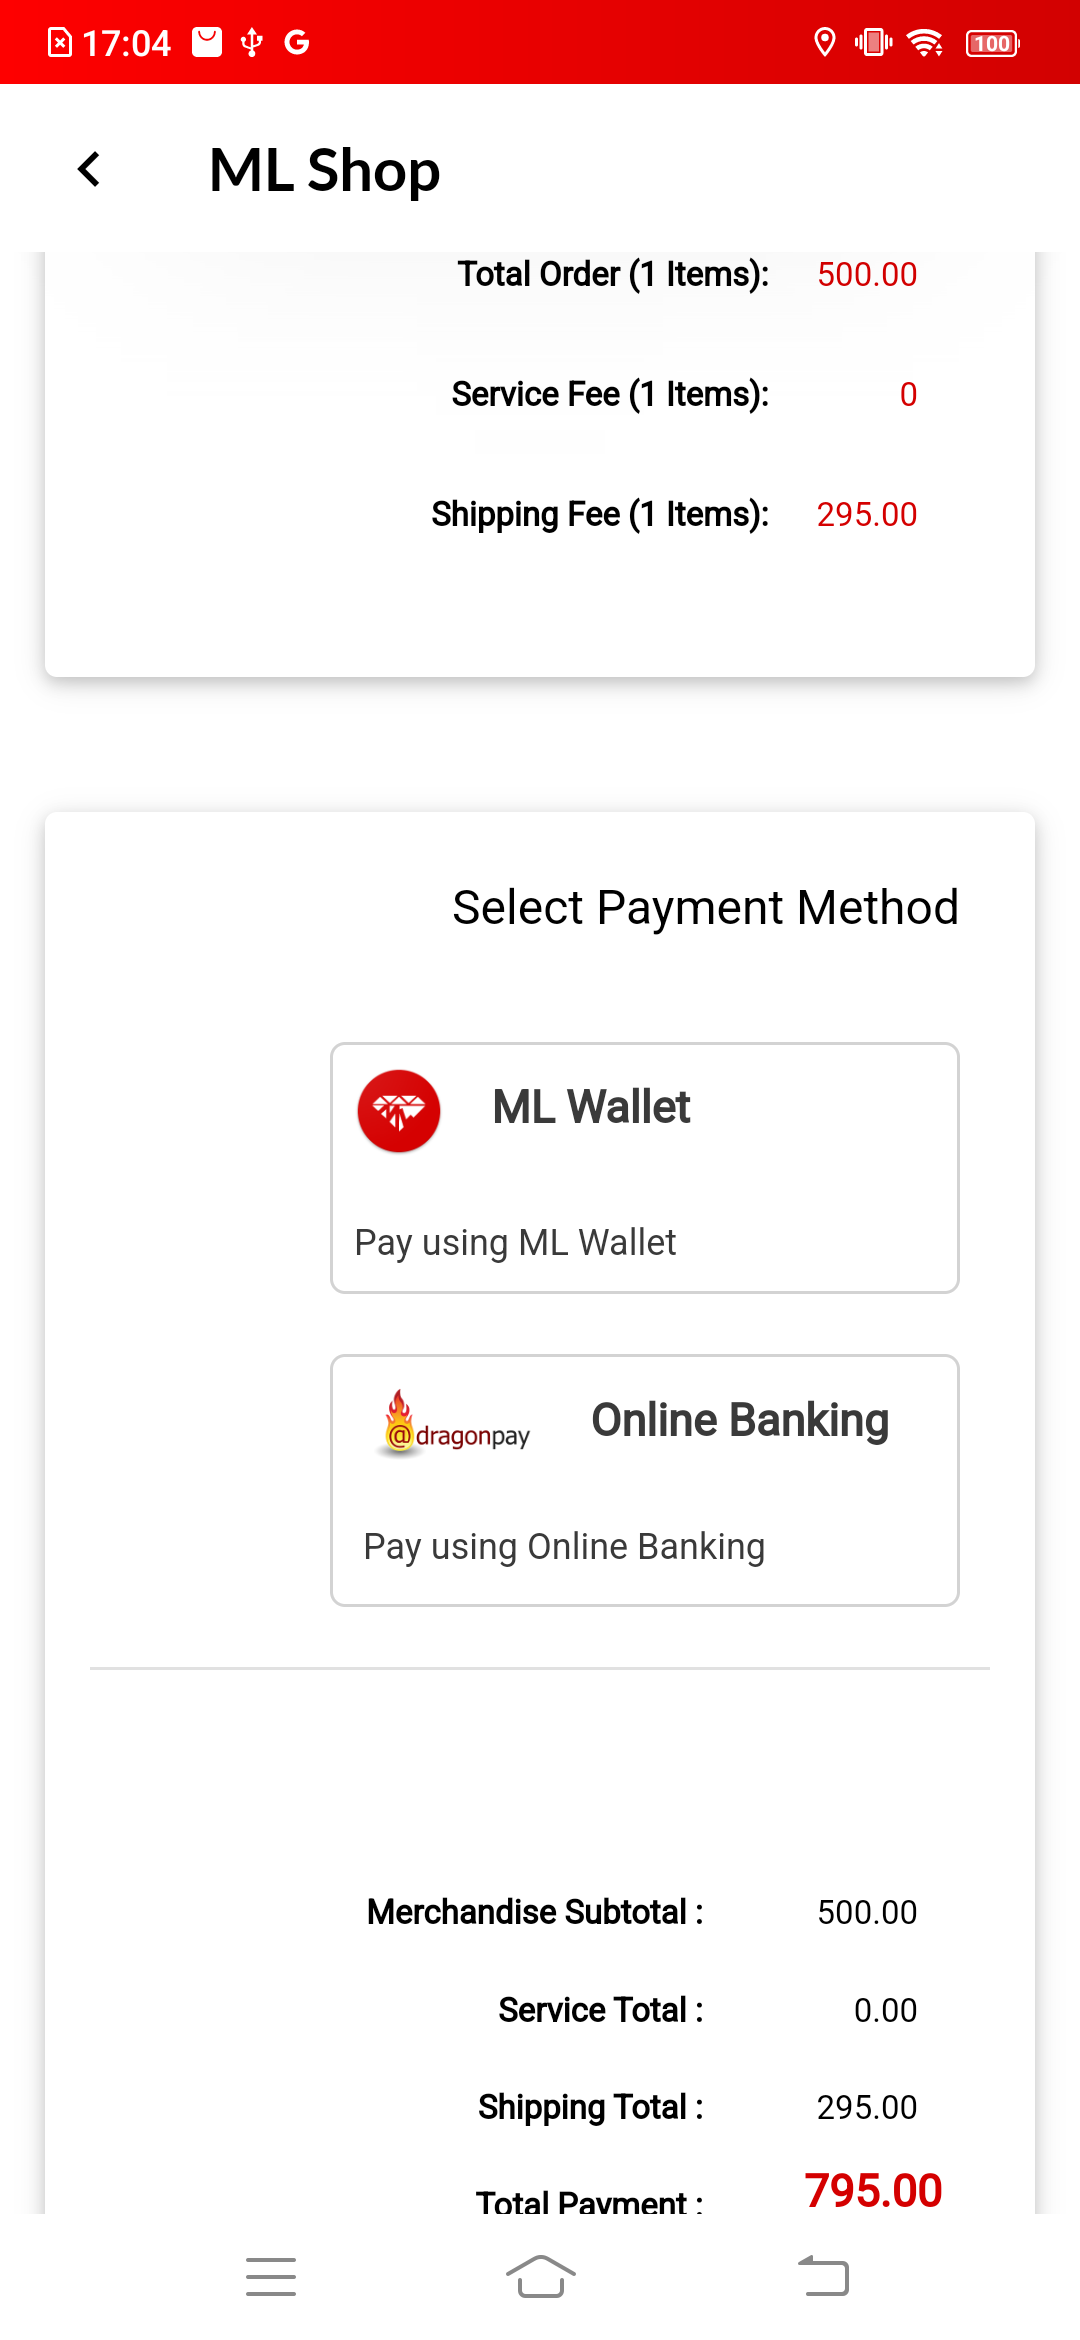 17:04
100
ML Shop
Total Order (1 Items): 500.00
Service Fee (1 Items): 0
Shipping Fee (1 Items): 295.00
Select Payment Method
ML Wallet
Pay using ML Wallet
@dragonpay Online Banking
Pay using Online Banking
Merchandise Subtotal : 500.00
Service Total : 0.00
Shipping Total : 295.00
Total Payment : 795.00